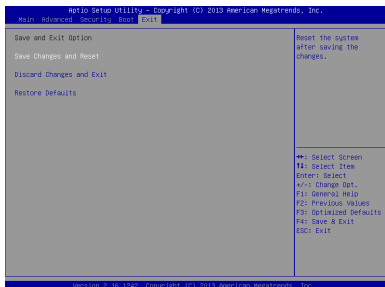 Aptio Setup Utility – Copyright (C) 2013 American Megatrends, Inc.
Main Advanced Security Boot Exit
Save and Exit Option
Save Changes and Reset
Discard Changes and Exit
Restore Defaults
Reset the system
after saving the
changes.
→←: Select Screen
↑↓: Select Item
Enter: Select
+/-: Change Opt.
F1: General Help
F2: Previous Values
F3: Optimized Defaults
F4: Save & Exit
ESC: Exit
Version 2.16.1242. Copyright (C) 2013 American Megatrends, Inc.